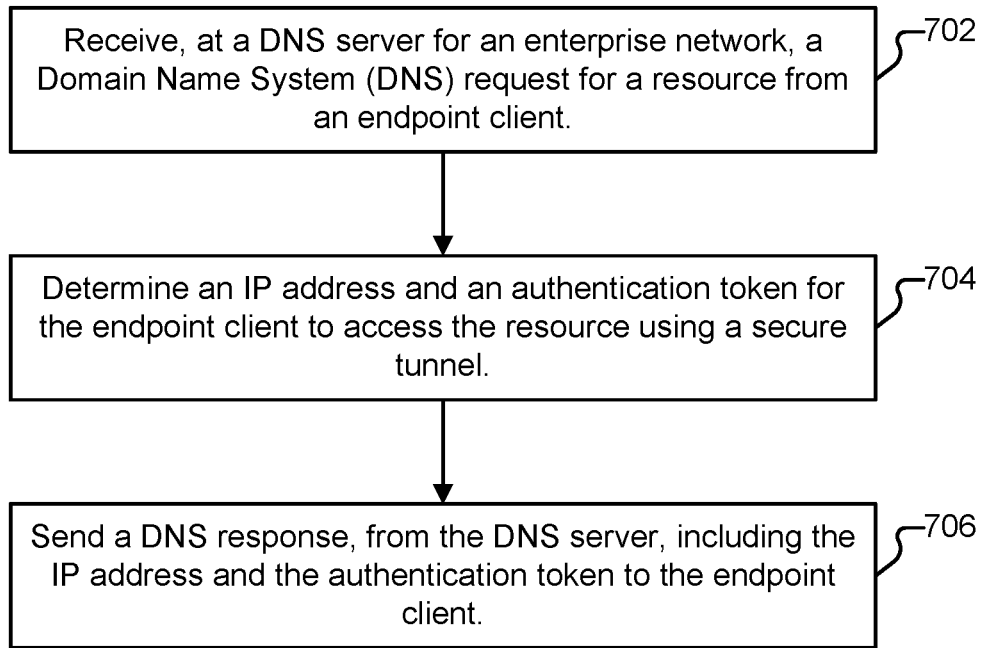 Receive, at a DNS server for an enterprise network, a
Domain Name System (DNS) request for a resource from
an endpoint client.
702
Determine an IP address and an authentication token for
the endpoint client to access the resource using a secure
tunnel.
704
Send a DNS response, from the DNS server, including the
IP address and the authentication token to the endpoint
client.
706